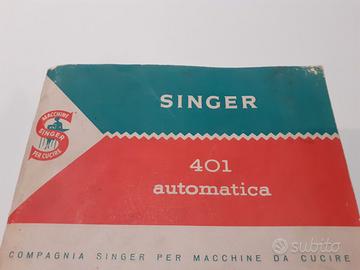 SINGER
MACCHINE
SINGER
PER CUCIRE
401
automatica
COMPAGNIA SINGER PER MACCHINE DA CUCIRE
subito